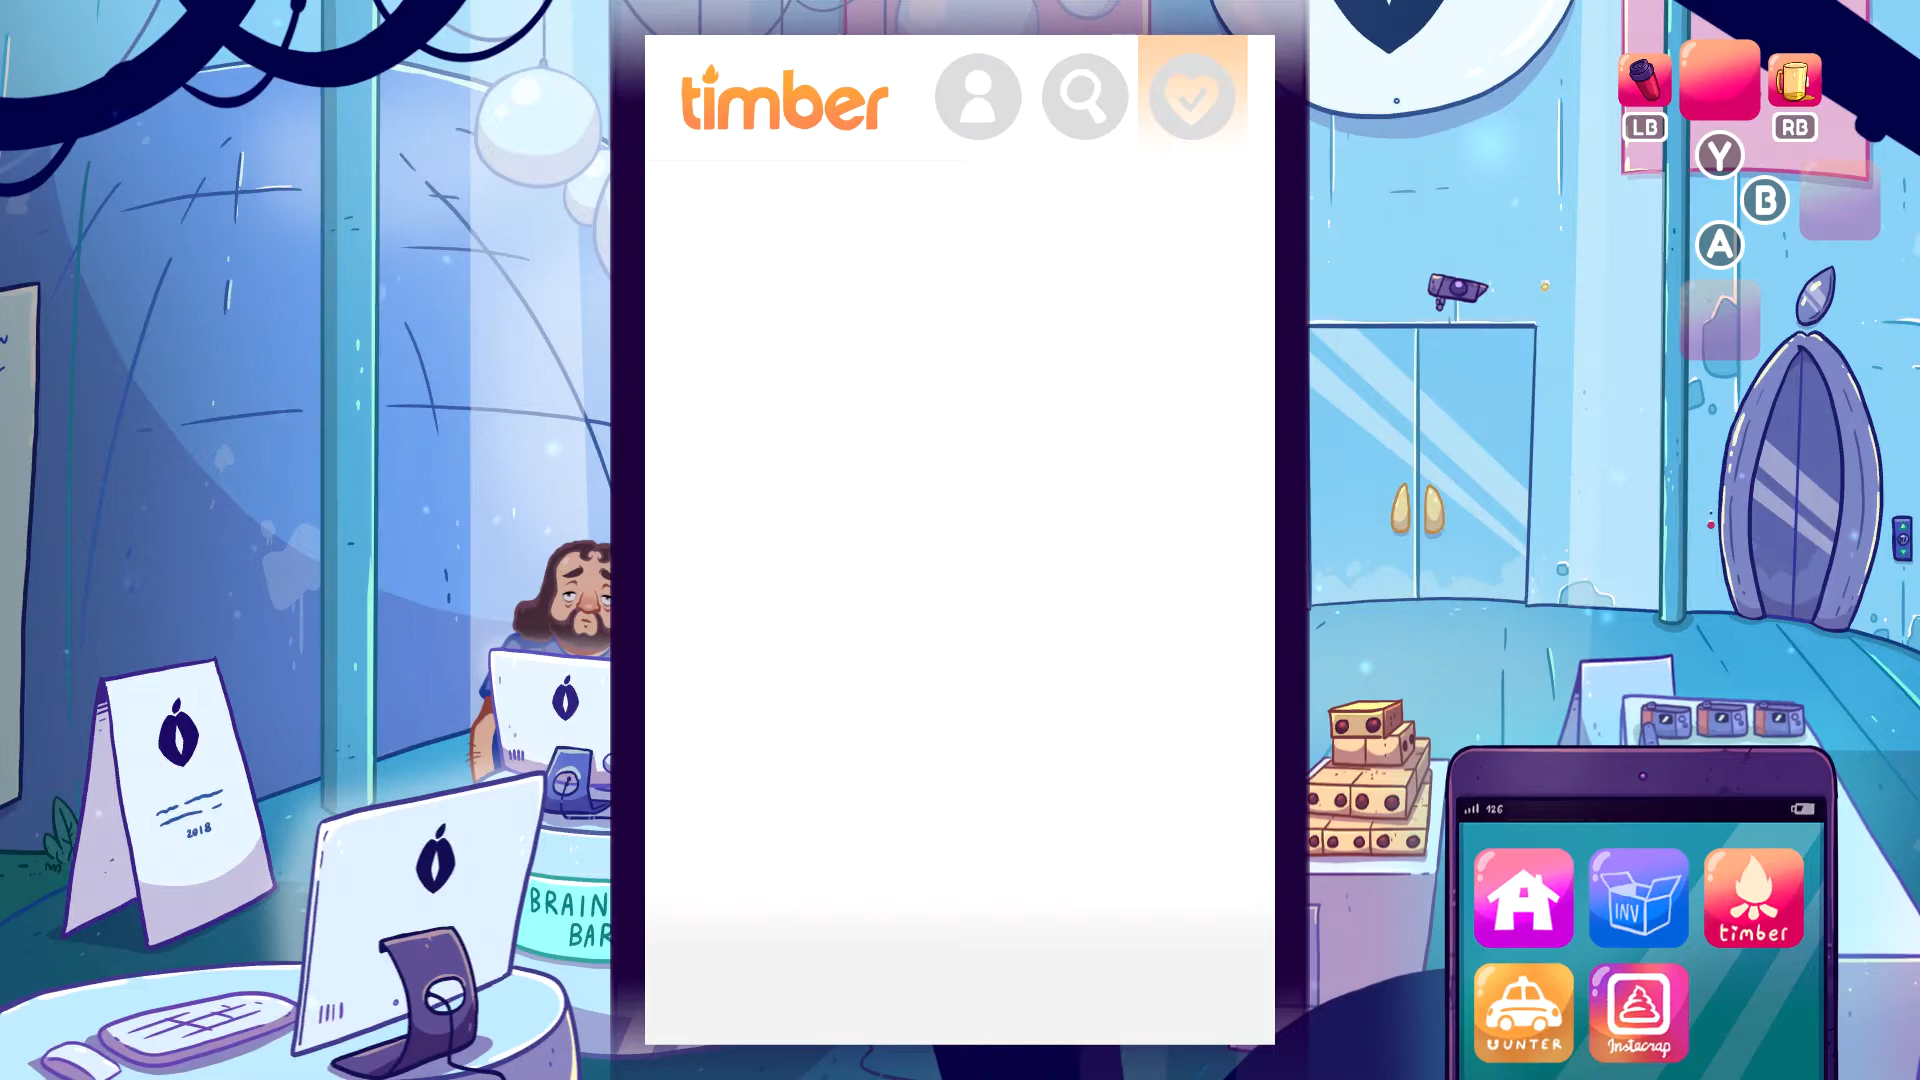 timber
LB
RB
Y
B
A
2018
BRAIN
BAR
126
INV
timber
UUNTER
Instacrap